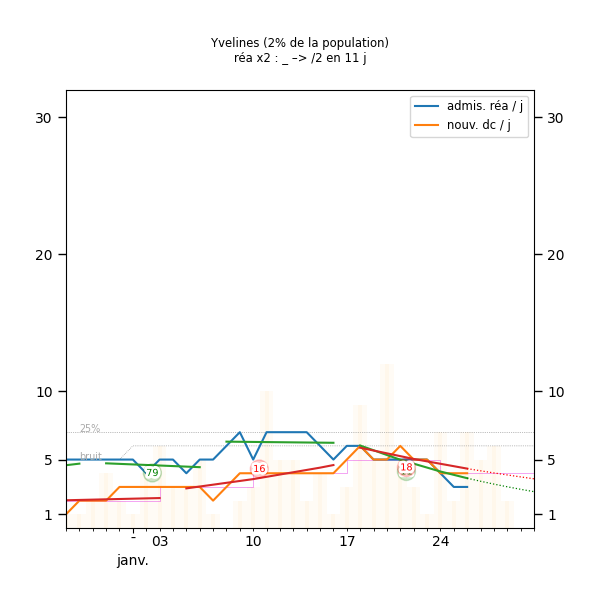 Yvelines (2% de la population)
réa x2 : _ –> /2 en 11 j
admis. réa / j
nouv. dc / j
30
30
20
20
10
10
25%
bruit
5
5
79
16
18
1
1
- 03 10 17 24
janv.